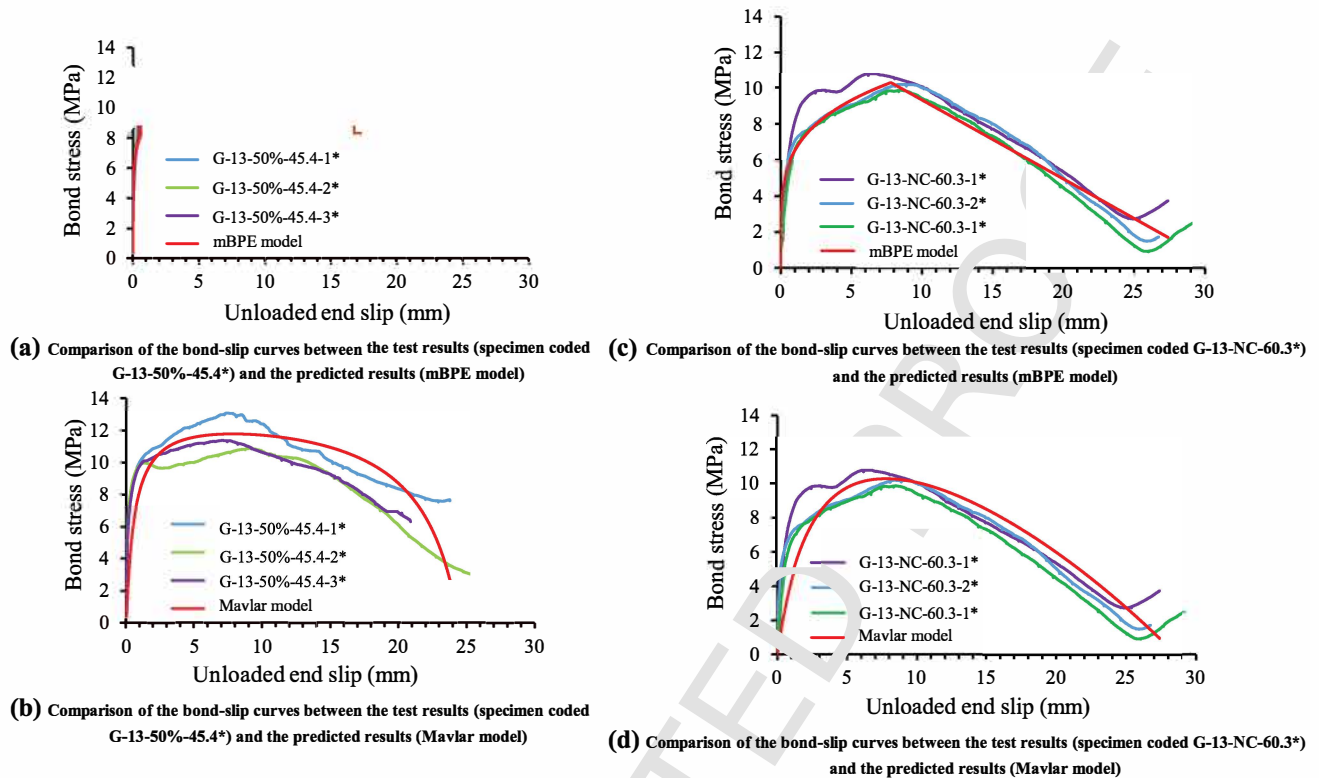 14
12
10
8
6
4
2
0
Bond stress (MPa)
G-13-50%-45.4-1*
G-13-50%-45.4-2*
G-13-50%-45.4-3*
mBPE model
0 5 10 15 20 25 30
Unloaded end slip (mm)
(a) Comparison of the bond-slip curves between the test results (specimen coded
G-13-50%-45.4*) and the predicted results (mBPE model)
14
12
10
8
6
4
2
0
Bond stress (MPa)
G-13-50%-45.4-1*
G-13-50%-45.4-2*
G-13-50%-45.4-3*
Mavlar model
0 5 10 15 20 25 30
Unloaded end slip (mm)
(b) Comparison of the bond-slip curves between the test results (specimen coded
G-13-50%-45.4*) and the predicted results (Mavlar model)
14
12
10
8
6
4
2
0
Bond stress (MPa)
G-13-NC-60.3-1*
G-13-NC-60.3-2*
G-13-NC-60.3-1*
mBPE model
0 5 10 15 20 25 30
Unloaded end slip (mm)
(c) Comparison of the bond-slip curves between the test results (specimen coded G-13-NC-60.3*)
and the predicted results (mBPE model)
14
12
10
8
6
4
2
0
Bond stress (MPa)
G-13-NC-60.3-1*
G-13-NC-60.3-2*
G-13-NC-60.3-1*
Mavlar model
0 5 10 15 20 25 30
Unloaded end slip (mm)
(d) Comparison of the bond-slip curves between the test results (specimen coded G-13-NC-60.3*)
and the predicted results (Mavlar model)
TED PRO